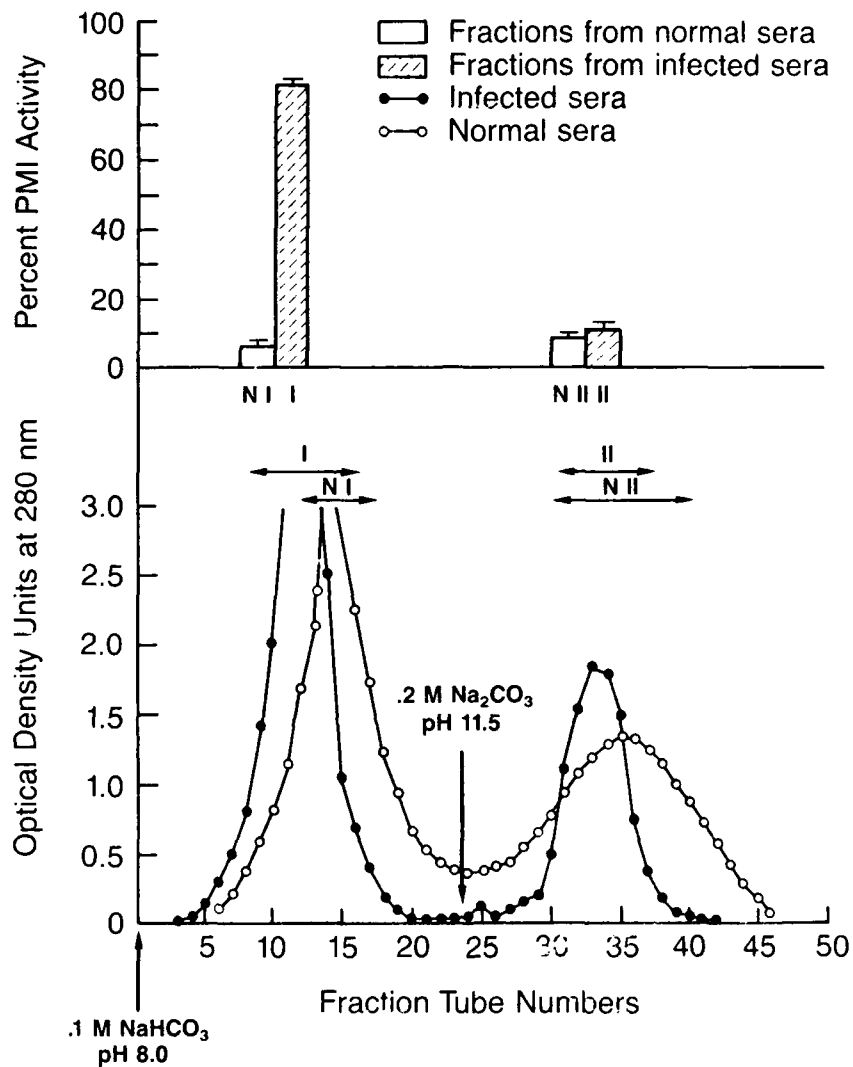 Percent PMI Activity
100
80
60
40
20
0
Fractions from normal sera
Fractions from infected sera
Infected sera
Normal sera
N I I
N II II
I
N I
II
N II
Optical Density Units at 280 nm
3.0
2.5
2.0
1.5
1.0
0.5
0
.2 M Na₂CO₃
pH 11.5
5 10 15 20 25 30 35 40 45 50
Fraction Tube Numbers
.1 M NaHCO₃
pH 8.0